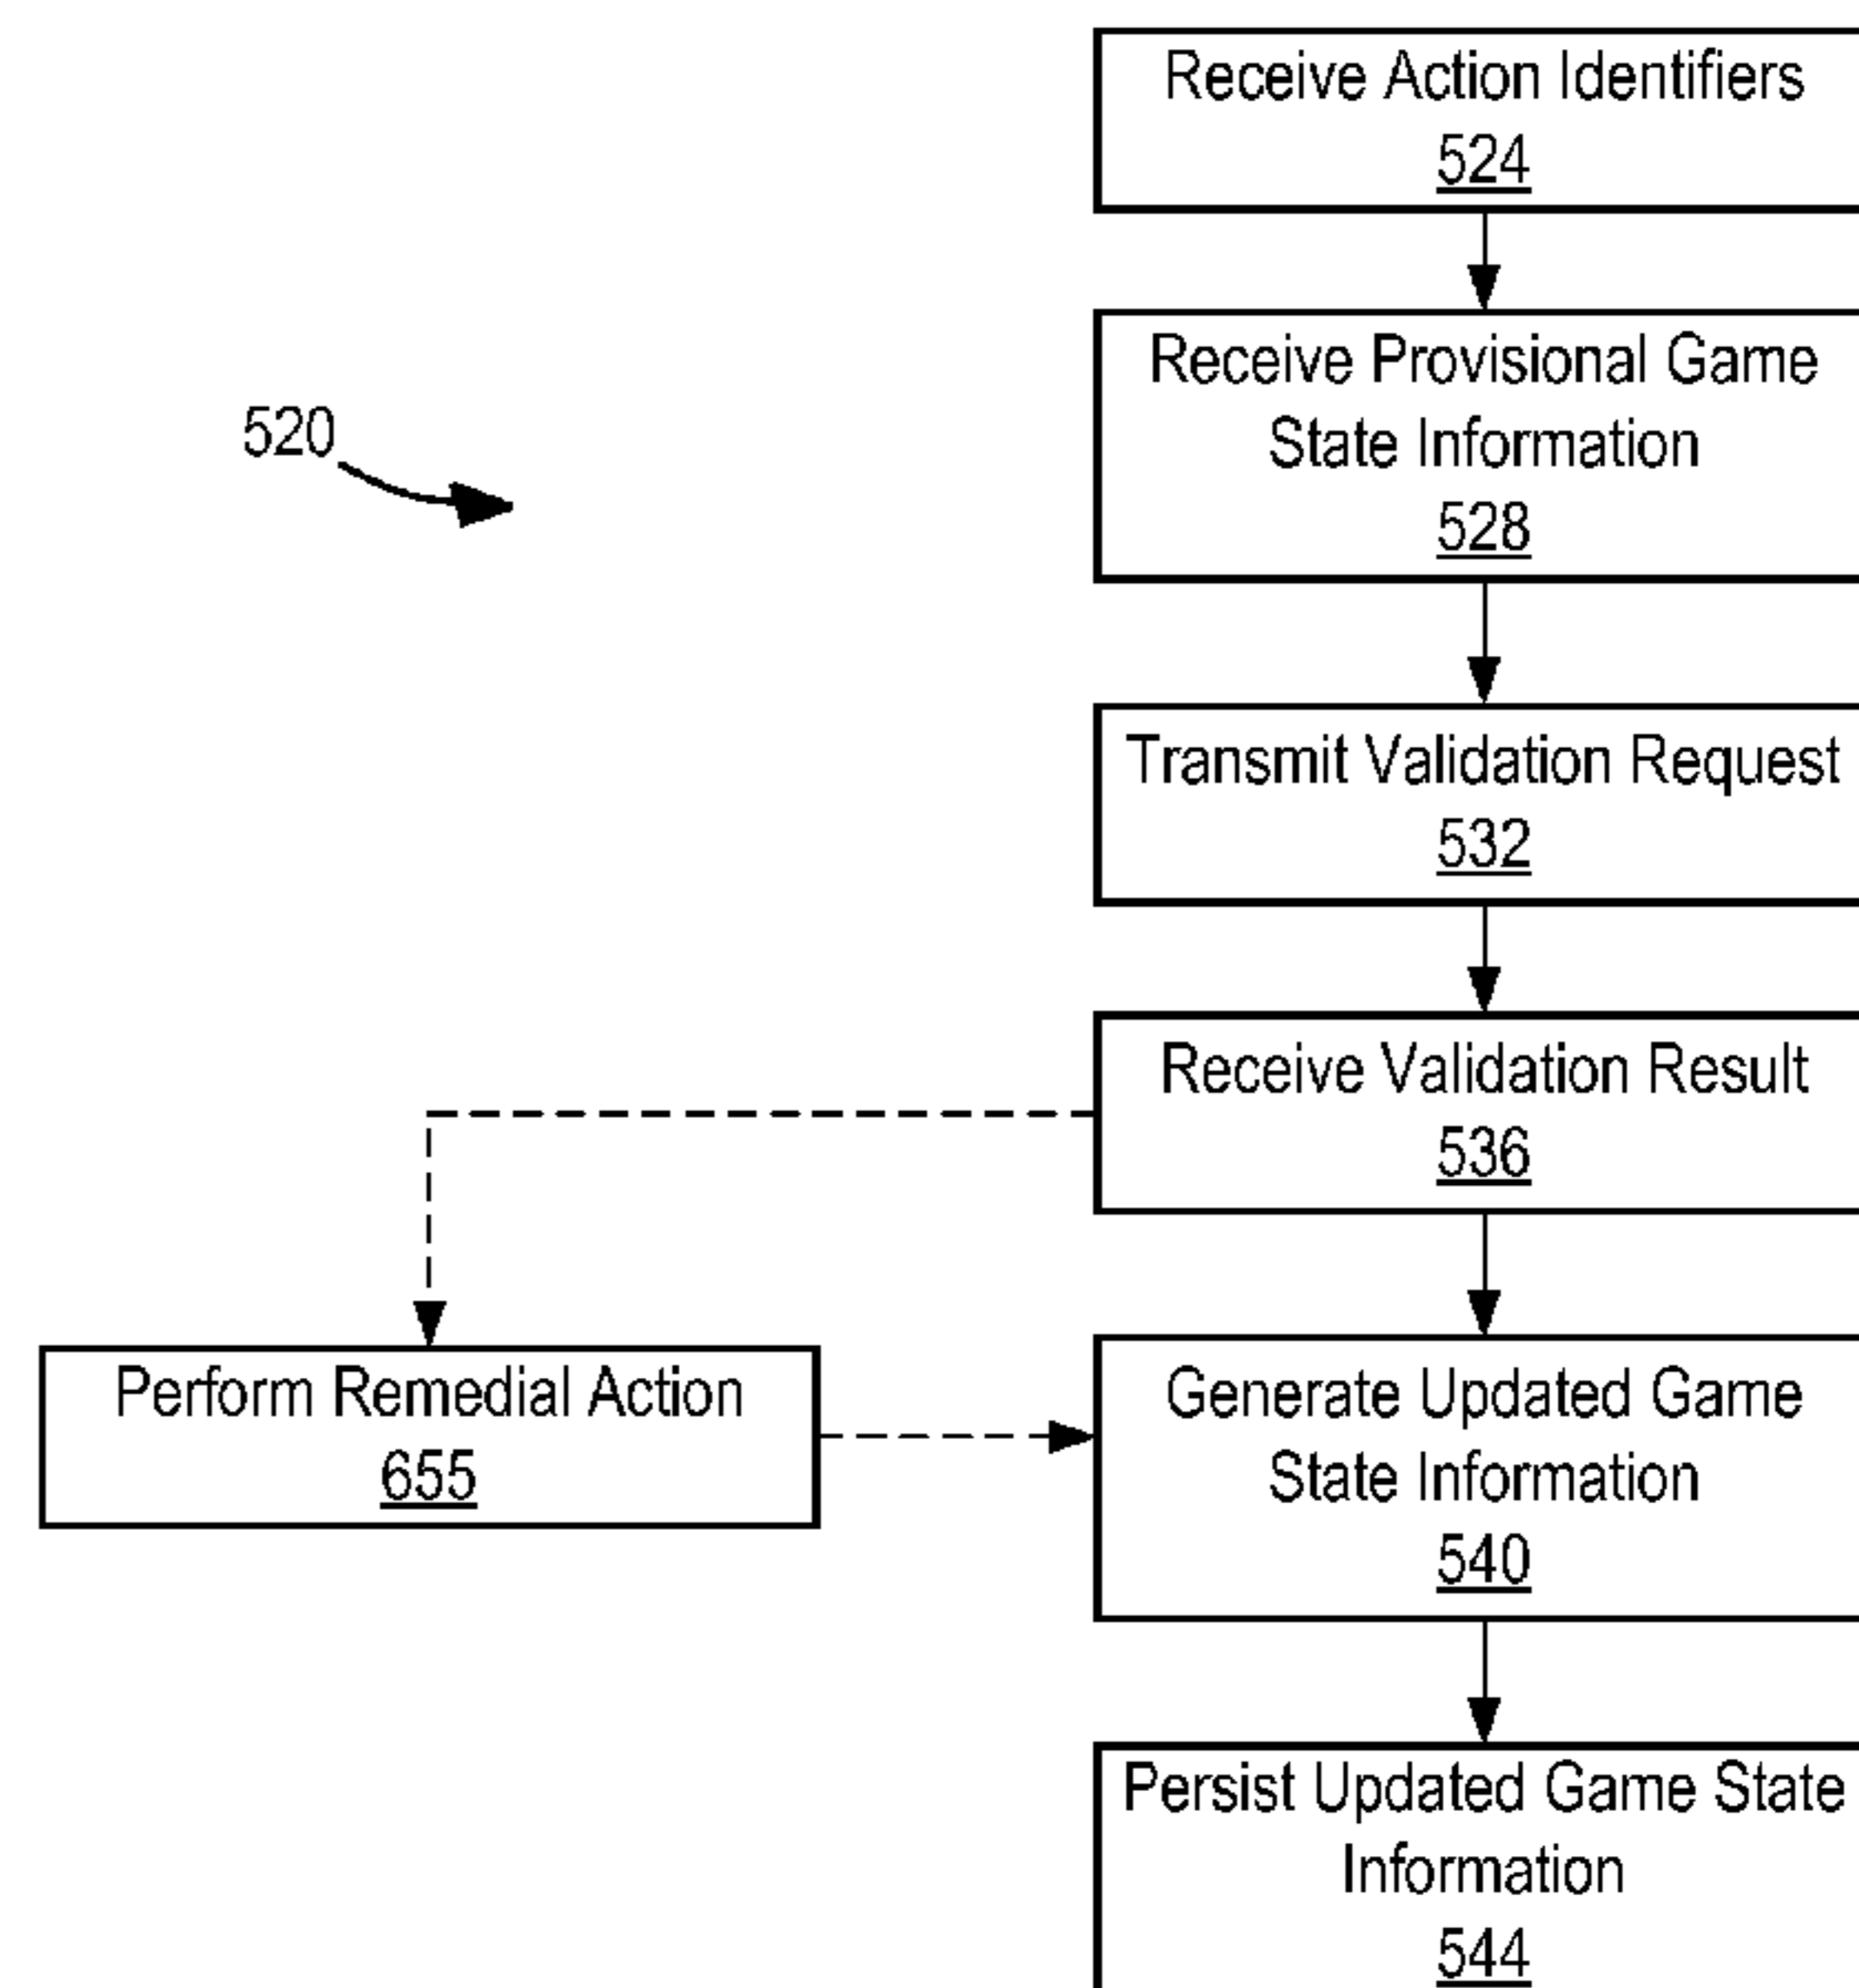 Receive Action Identifiers
524
Receive Provisional Game
State Information
528
520
Transmit Validation Request
532
Receive Validation Result
536
Perform Remedial Action
655
Generate Updated Game
State Information
540
Persist Updated Game State
Information
544